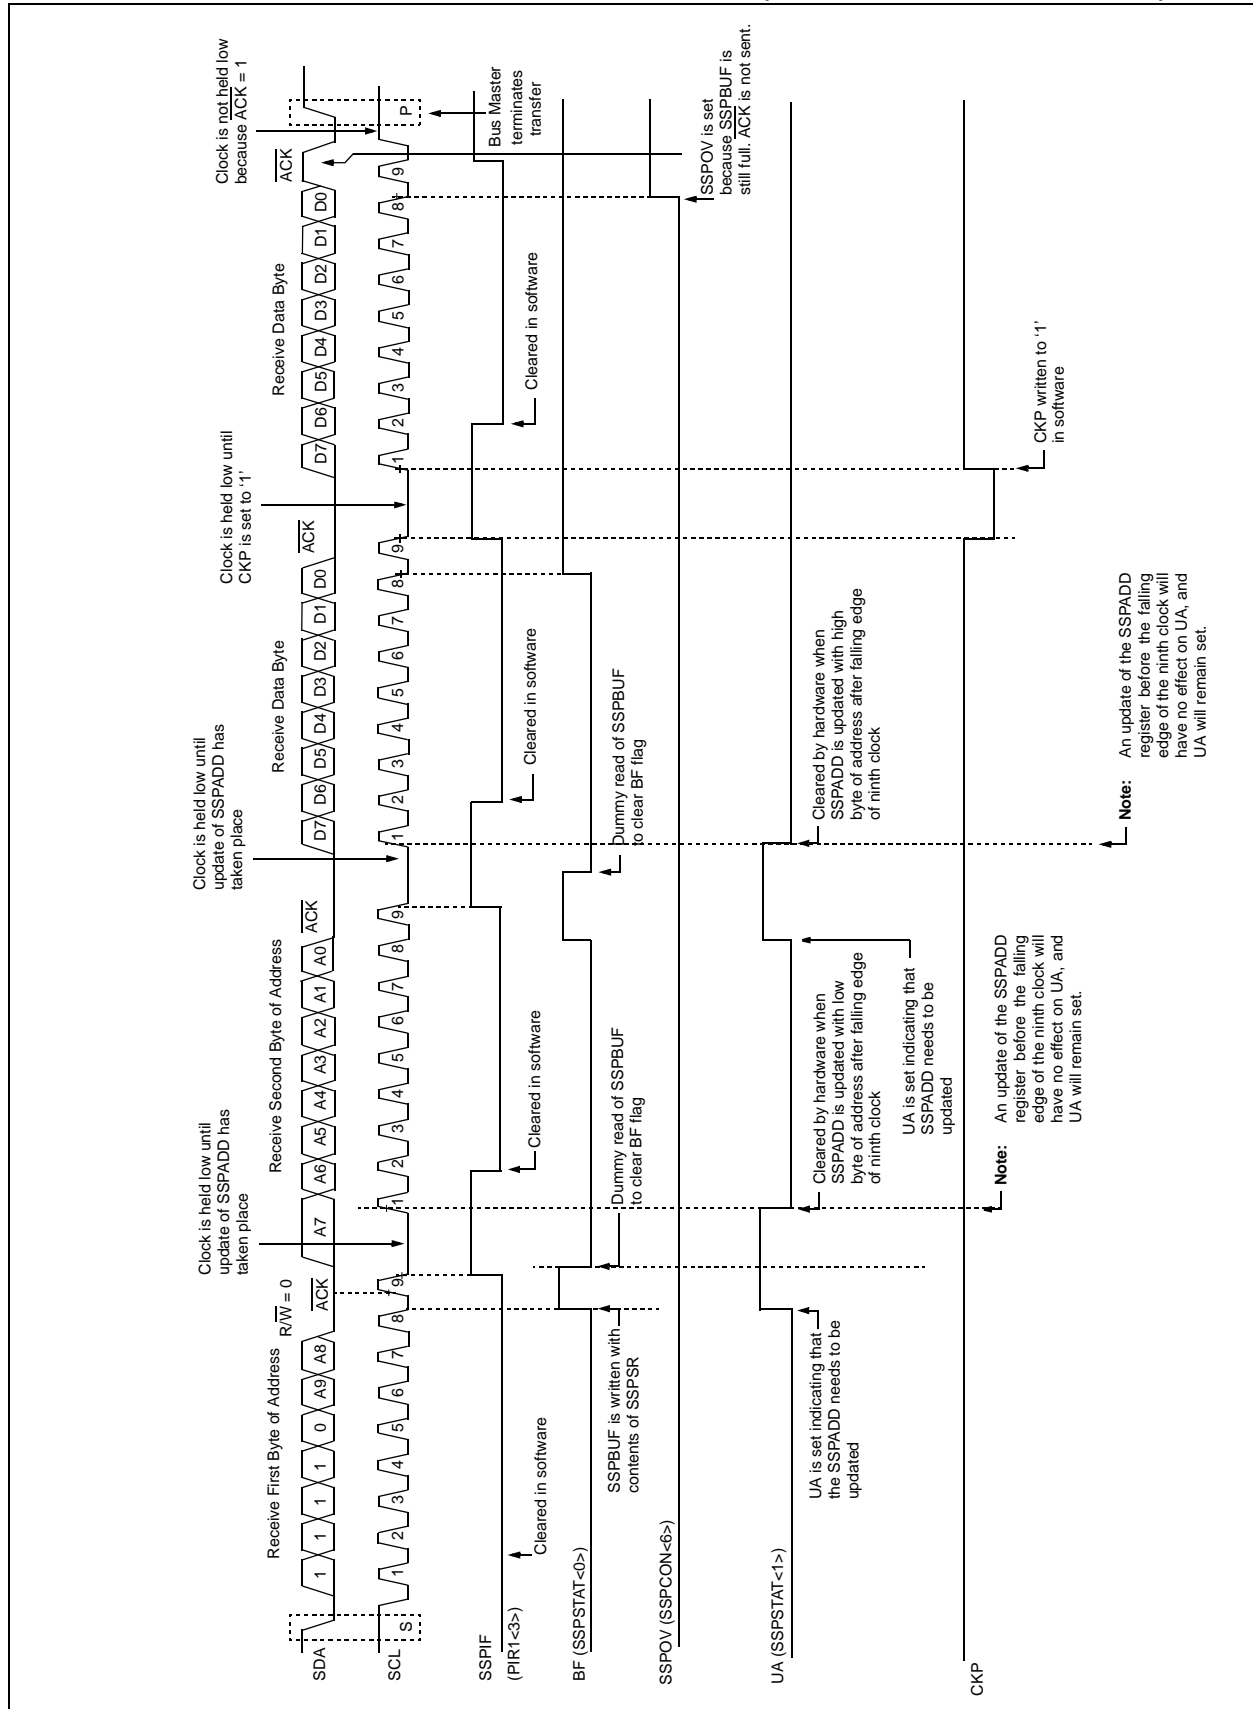 Clock is held low until
update of SSPADD has
taken place
Clock is held low until
update of SSPADD has
taken place
Clock is held low until
CKP is set to ‘1’
Clock is not held low
because ACK = 1
Receive First Byte of Address
R/W = 0
Receive Second Byte of Address
Receive Data Byte
Receive Data Byte
SDA
1 1 1 1 0 A9 A8 ACK A7 A6 A5 A4 A3 A2 A1 A0 ACK D7 D6 D5 D4 D3 D2 D1 D0 ACK D7 D6 D5 D4 D3 D2 D1 D0 ACK
SCL
S 1 2 3 4 5 6 7 8 9 1 2 3 4 5 6 7 8 9 1 2 3 4 5 6 7 8 9 1 2 3 4 5 6 7 8 9 P
Bus Master
terminates
transfer
SSPIF
(PIR1<3>)
Cleared in software
Cleared in software
Cleared in software
Cleared in software
BF (SSPSTAT<0>)
SSPBUF is written with
contents of SSPSR
Dummy read of SSPBUF
to clear BF flag
Dummy read of SSPBUF
to clear BF flag
SSPOV (SSPCON<6>)
SSPOV is set
because SSPBUF is
still full. ACK is not sent.
UA (SSPSTAT<1>)
UA is set indicating that
the SSPADD needs to be
updated
Cleared by hardware when
SSPADD is updated with low
byte of address after falling edge
of ninth clock
UA is set indicating that
SSPADD needs to be
updated
Cleared by hardware when
SSPADD is updated with high
byte of address after falling edge
of ninth clock
CKP
CKP written to ‘1’
in software
Note: An update of the SSPADD
register before the falling
edge of the ninth clock will
have no effect on UA, and
UA will remain set.
Note: An update of the SSPADD
register before the falling
edge of the ninth clock will
have no effect on UA, and
UA will remain set.